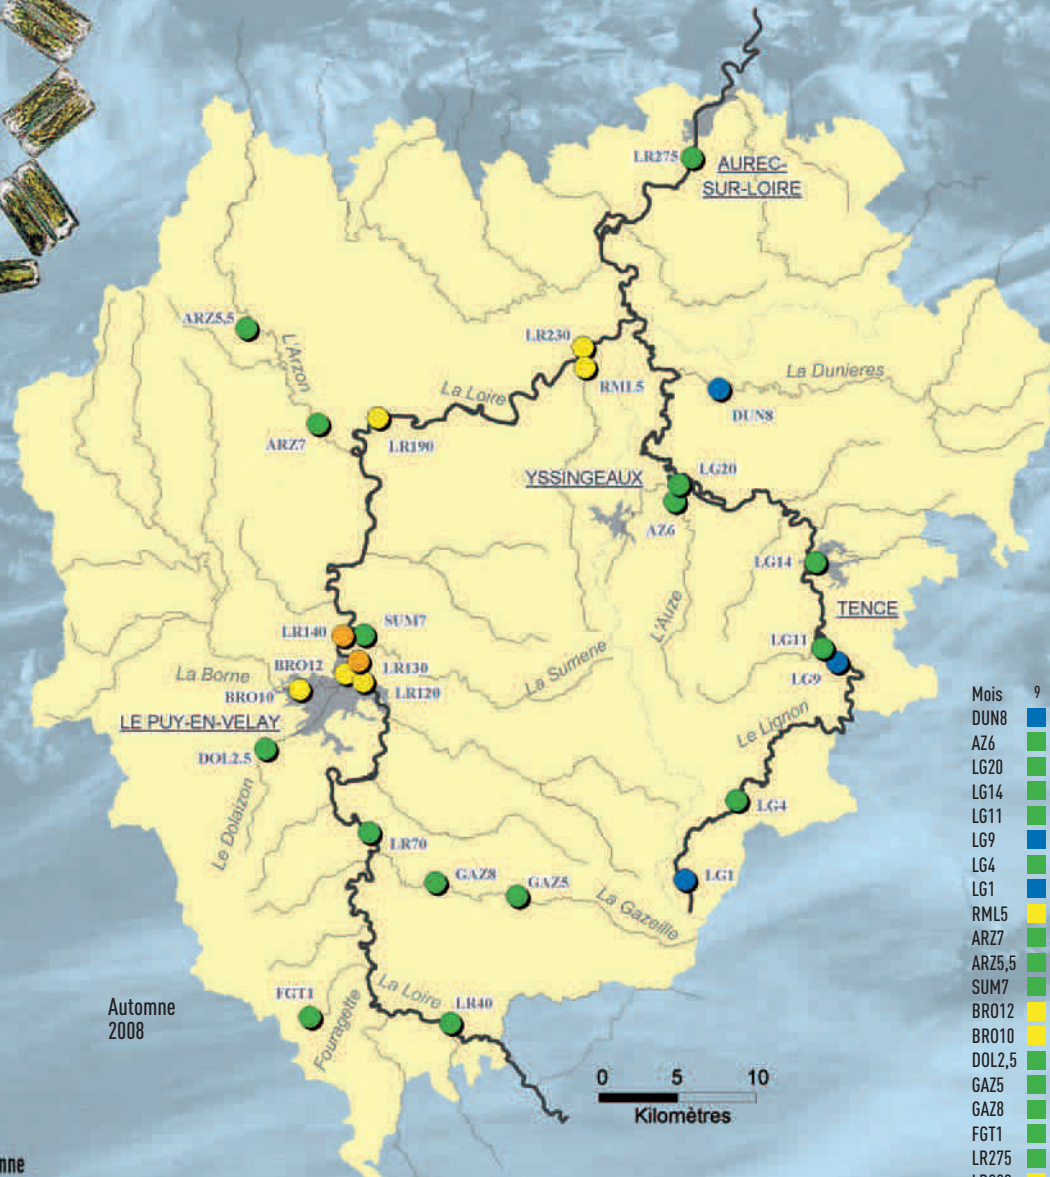 LR275
AUREC-
SUR-LOIRE
ARZ5,5
L'Arzon
LR230
La Loire
RML5
La Dunieres
DUN8
ARZ7
LR190
YSSINGEAUX
LG20
AZ6
LG14
L'Auze
TENCE
LR140
SUM7
LG11
BRO12
LR130
La Borne
La Sumene
LG9
BRO10
LR120
LE PUY-EN-VELAY
Le Lignon
DOL2.5
LG4
Le Dolaizon
LR70
GAZ8
GAZ5
LG1
La Gazeille
FGT1
La Loire
LR40
Fouragette
Automne
2008
0 5 10
Kilomètres
nne
Mois 9
DUN8
AZ6
LG20
LG14
LG11
LG9
LG4
LG1
RML5
ARZ7
ARZ5,5
SUM7
BRO12
BRO10
DOL2,5
GAZ5
GAZ8
FGT1
LR275